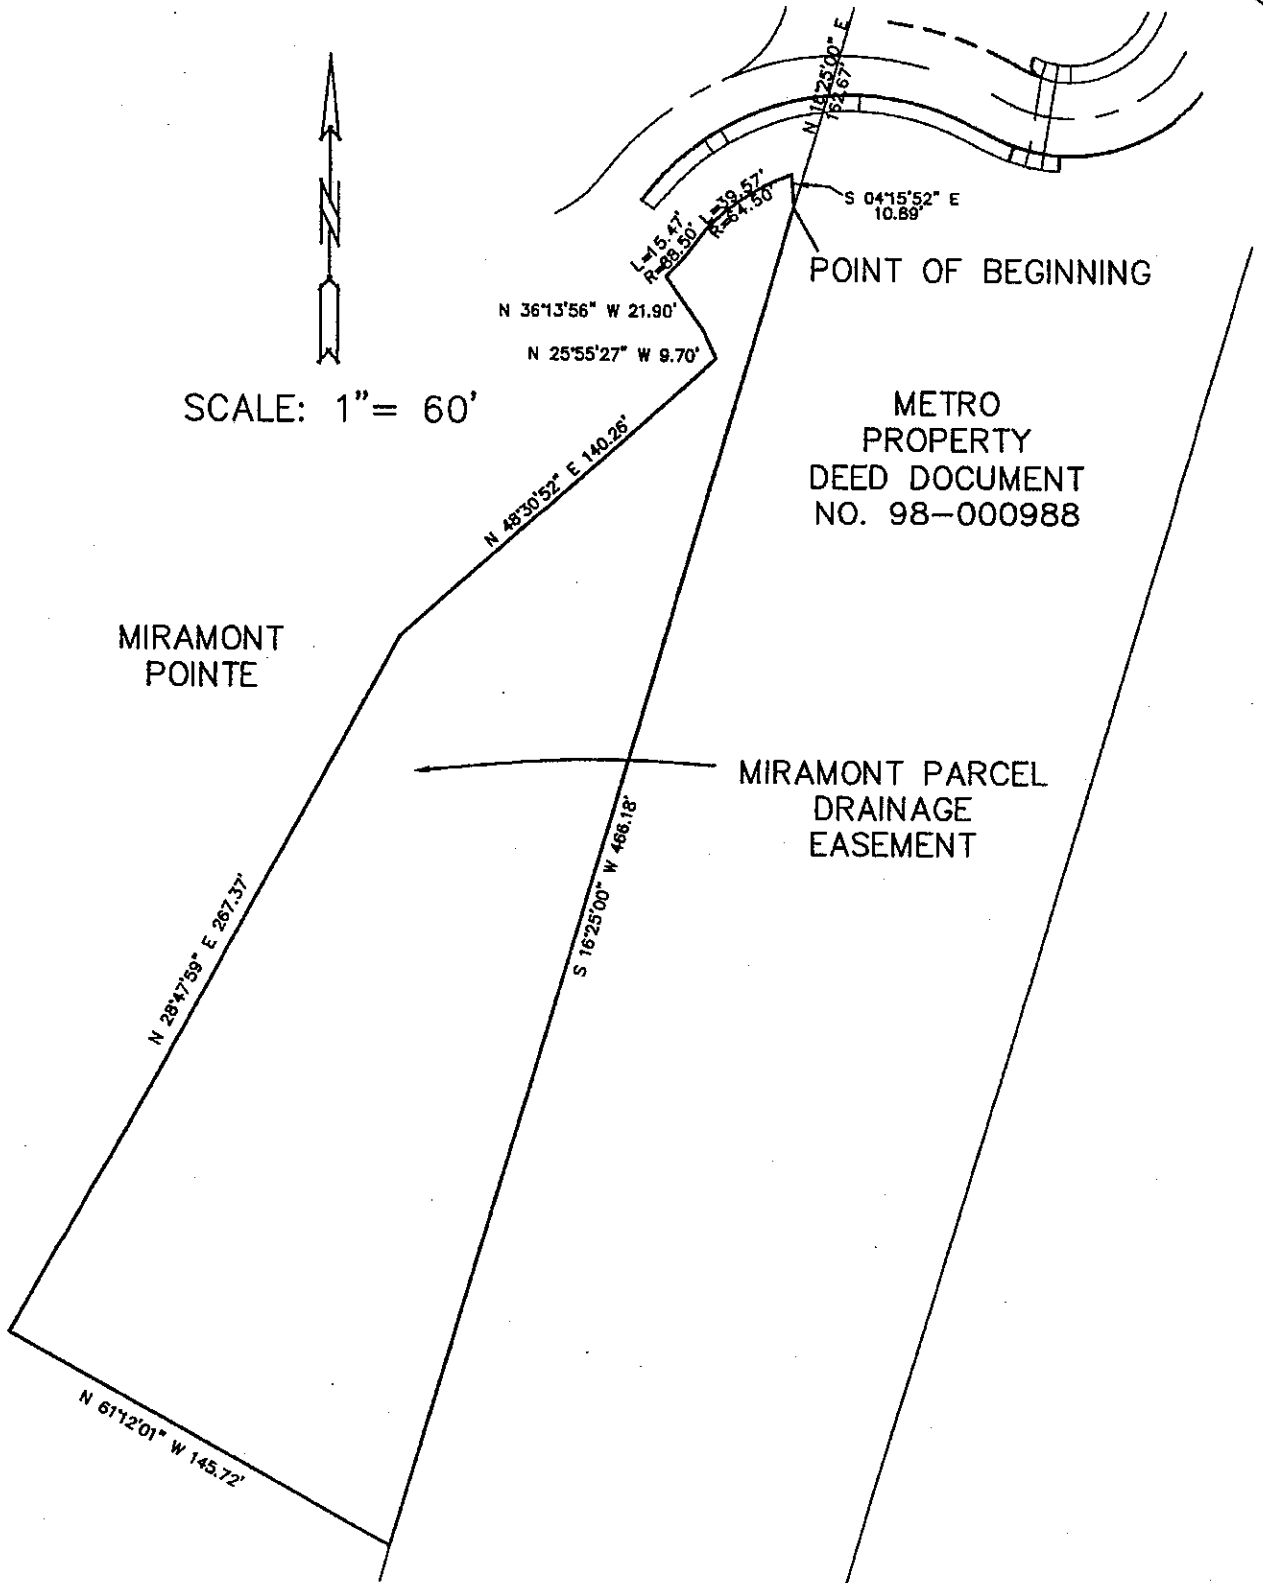 N 16°25'00" E
162.67'
S 04°15'52" E
10.89'
L=39.57'
R=64.50'
L=15.47'
R=88.50'
POINT OF BEGINNING
N 36°13'56" W 21.90'
N 25°55'27" W 9.70'
SCALE: 1"= 60'
METRO
PROPERTY
DEED DOCUMENT
NO. 98-000988
N 48°30'52" E 140.26'
MIRAMONT
POINTE
MIRAMONT PARCEL
DRAINAGE
EASEMENT
S 16°25'00" W 466.18'
N 28°47'59" E 267.37'
N 61°12'01" W 145.72'